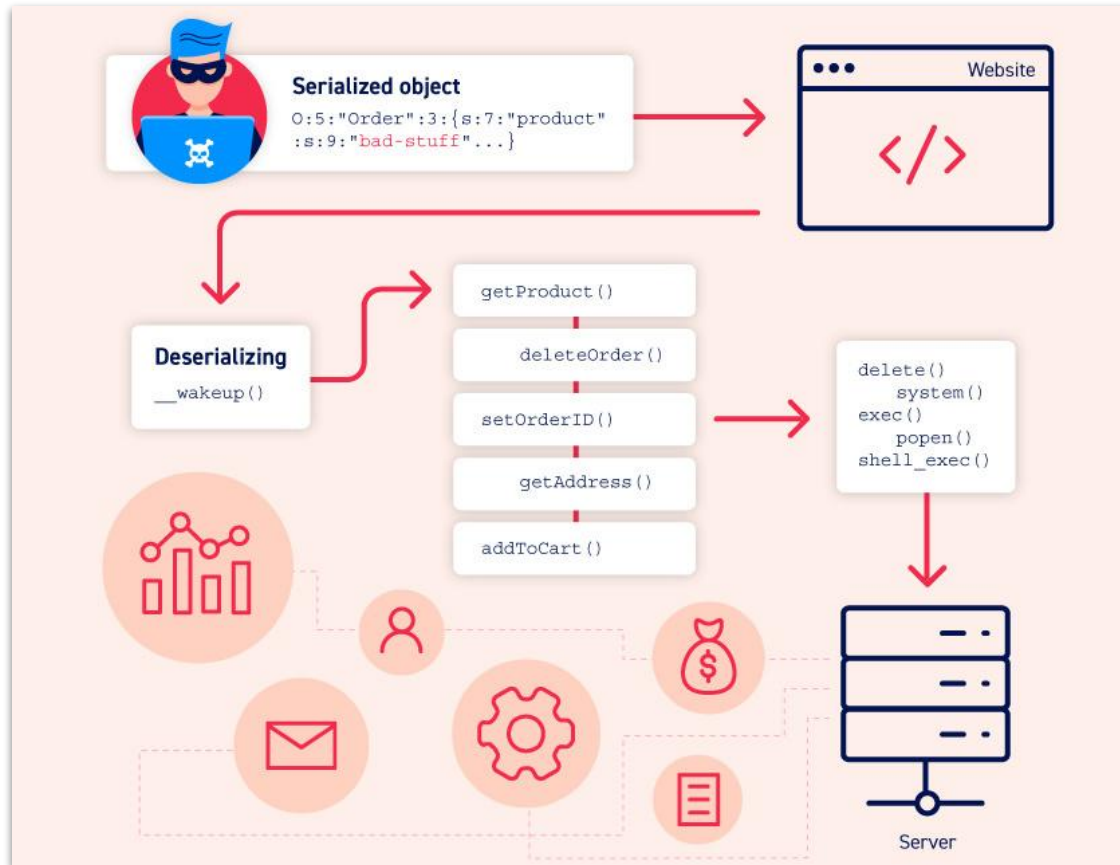 Serialized object
O:5:"Order":3:{s:7:"product"
:s:9:"bad-stuff"...}
Website
</>
Deserializing
__wakeup()
getProduct()
deleteOrder()
setOrderID()
getAddress()
addToCart()
delete()
system()
exec()
popen()
shell_exec()
$
Server